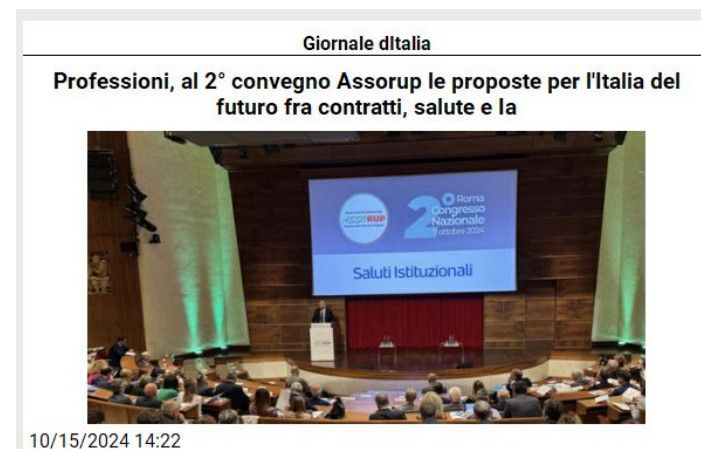 Giornale dItalia
Professioni, al 2° convegno Assorup le proposte per l'Italia del
futuro fra contratti, salute e la
ASSORUP
2° Roma
Congresso
Nazionale
ottobre 2024
Saluti Istituzionali
10/15/2024 14:22